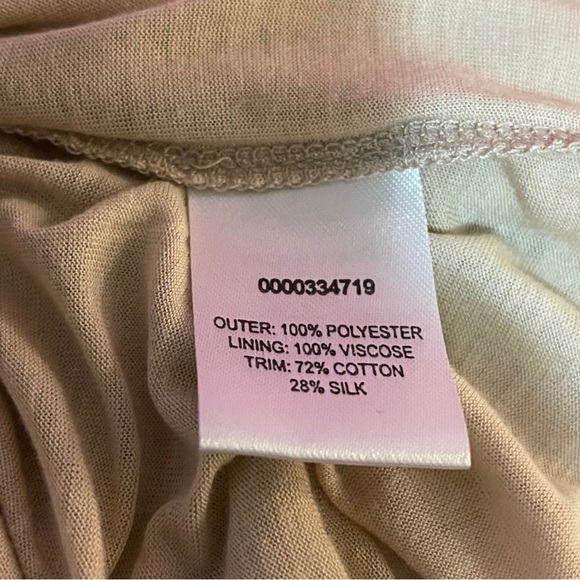 0000334719
OUTER: 100% POLYESTER
LINING: 100% VISCOSE
TRIM: 72% COTTON
28% SILK